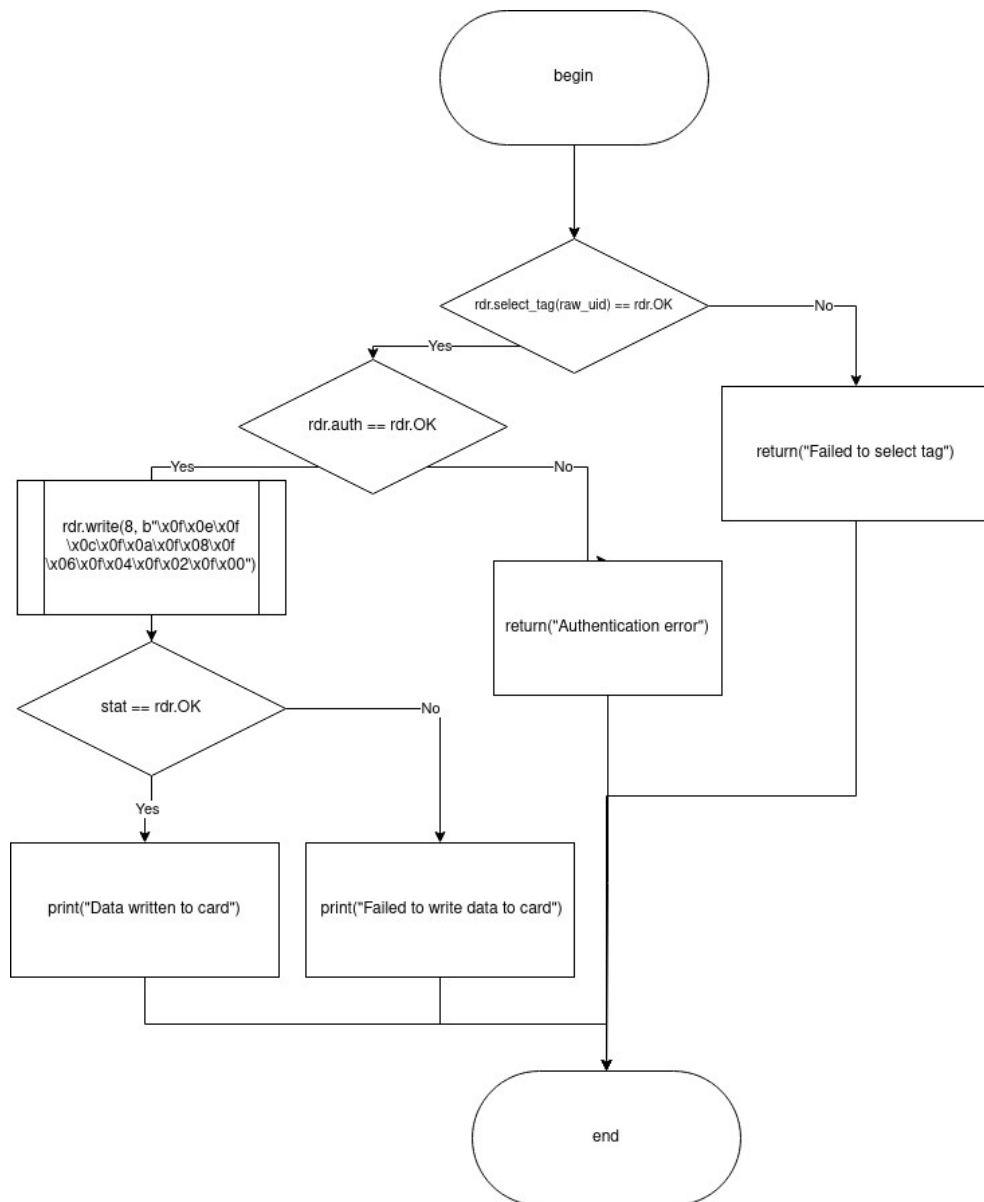 begin
rdr.select_tag(raw_uid) == rdr.OK
No
Yes
rdr.auth == rdr.OK
return("Failed to select tag")
Yes
No
rdr.write(8, b"\x0f\x0e\x0f
\x0c\x0f\x0a\x0f\x08\x0f
\x06\x0f\x04\x0f\x02\x0f\x00")
return("Authentication error")
stat == rdr.OK
No
Yes
print("Data written to card")
print("Failed to write data to card")
end